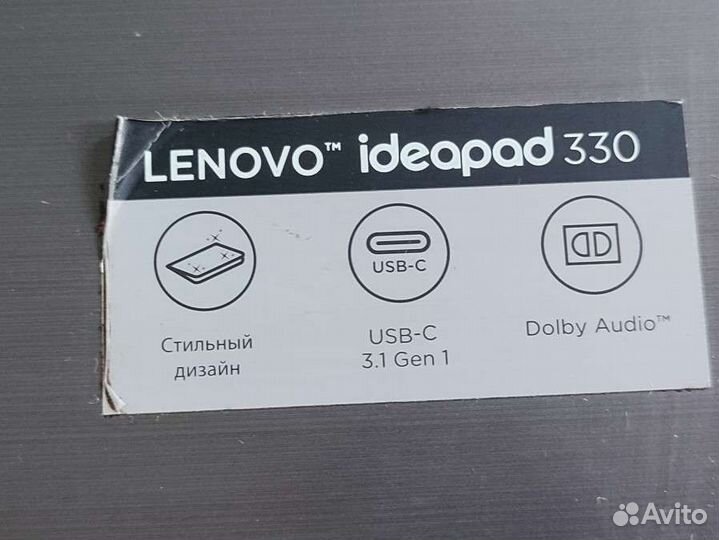 LENOVO™ ideapad 330
USB-C
Стильный
дизайн
USB-C
3.1 Gen 1
Dolby Audio™
Avito